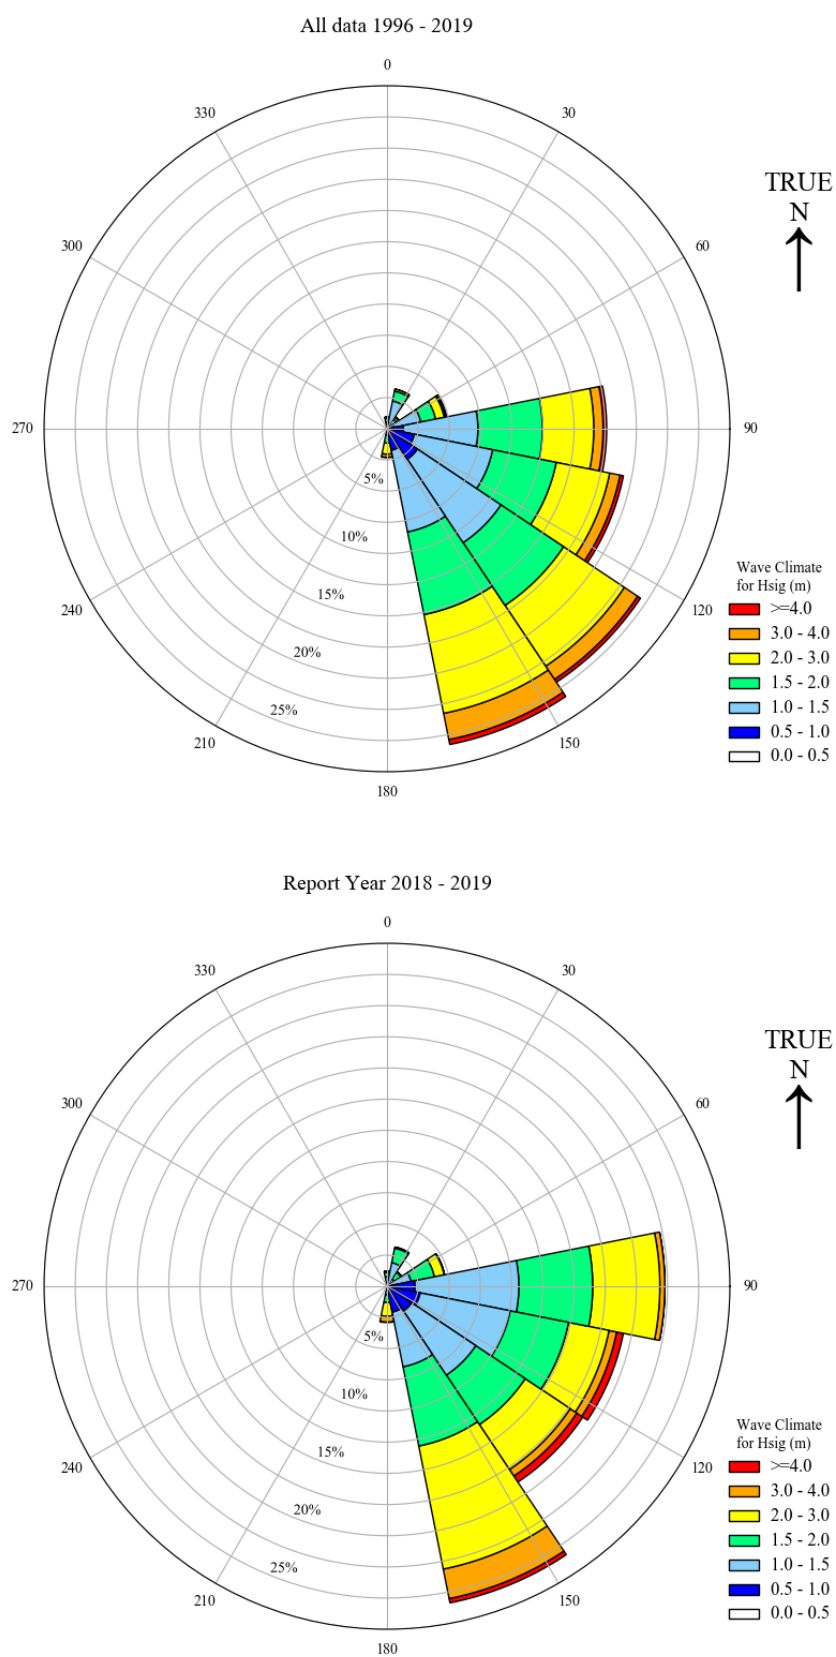 All data 1996 - 2019
0
330
30
TRUE
N
300
60
270
90
5%
10%
15%
20%
25%
240
120
210
150
180
Wave Climate
for Hsig (m)
>=4.0
3.0 - 4.0
2.0 - 3.0
1.5 - 2.0
1.0 - 1.5
0.5 - 1.0
0.0 - 0.5
Report Year 2018 - 2019
0
330
30
TRUE
N
300
60
270
90
5%
10%
15%
20%
25%
240
120
210
150
180
Wave Climate
for Hsig (m)
>=4.0
3.0 - 4.0
2.0 - 3.0
1.5 - 2.0
1.0 - 1.5
0.5 - 1.0
0.0 - 0.5